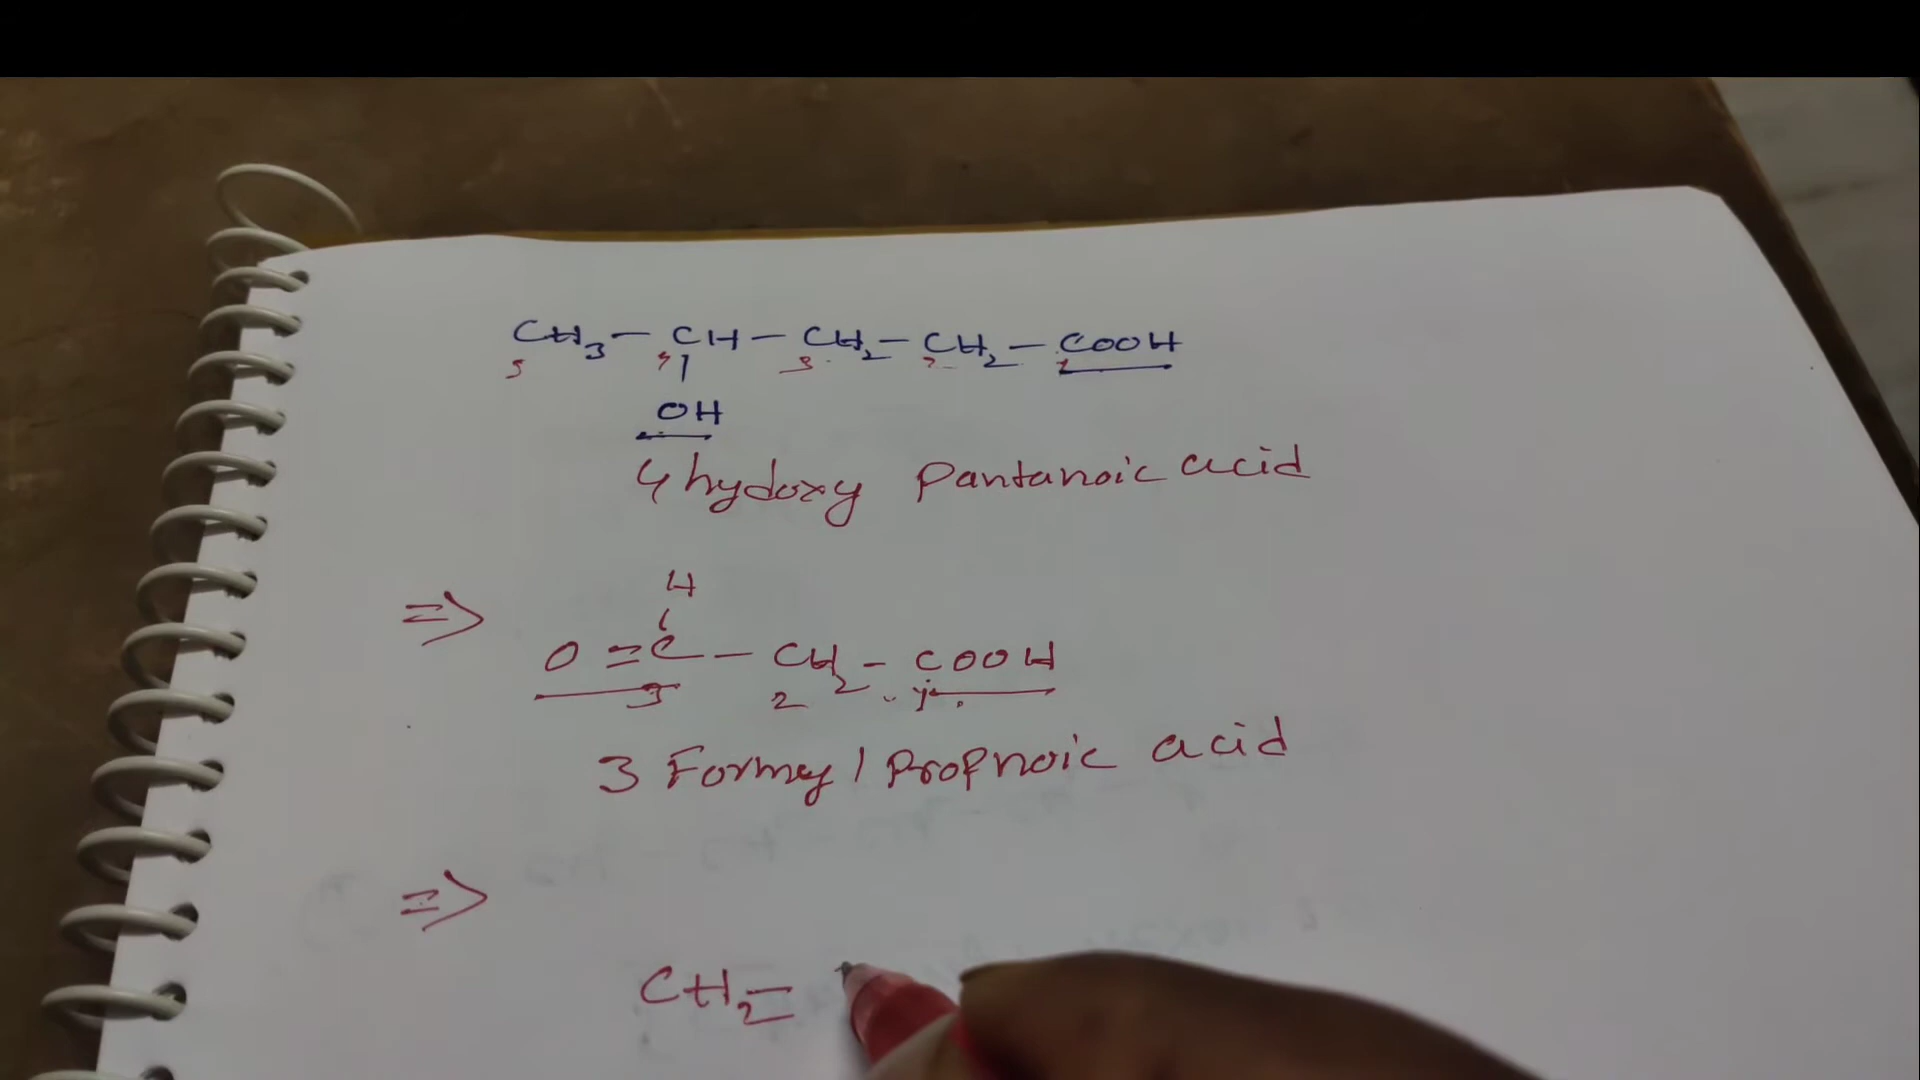 CH₃ – CH – CH₂ – CH₂ – COOH
5 4 3 2 1
OH
4 hydoxy Pantanoic acid
H
⇒ O = C – CH₂ – COOH
3 2 1
3 Formyl Propnoic acid
⇒
CH₂ –